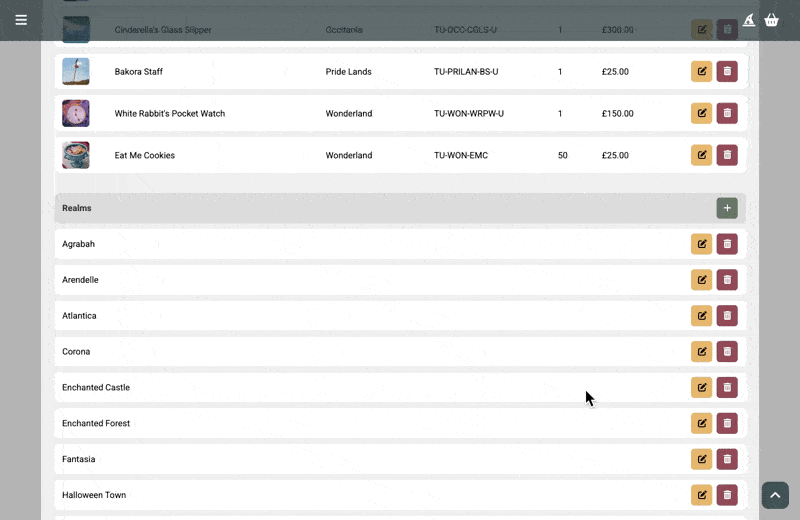 Cinderella's Glass Slipper Occitania TU-OCC-CGLS-U 1 £300.00
Bakora Staff Pride Lands TU-PRILAN-BS-U 1 £25.00
White Rabbit's Pocket Watch Wonderland TU-WON-WRPW-U 1 £150.00
Eat Me Cookies Wonderland TU-WON-EMC 50 £25.00
Realms
Agrabah
Arendelle
Atlantica
Corona
Enchanted Castle
Enchanted Forest
Fantasia
Halloween Town